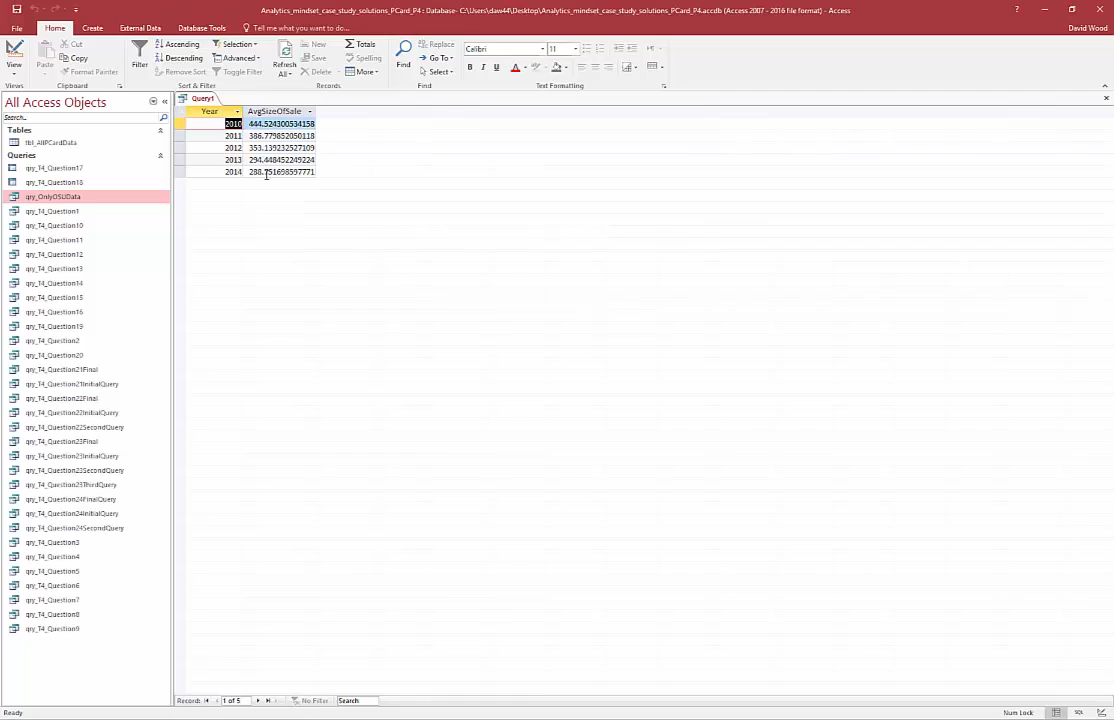 Analytics_mindset_case_study_solutions_PCard_P4 : Database- C:\Users\daw44\Desktop\Analytics_mindset_case_study_solutions_PCard_P4.accdb (Access 2007 - 2016 file format) - Access
David Wood
File Home Create External Data Database Tools Tell me what you want to do...
View
Views
Paste
Cut
Copy
Format Painter
Clipboard
Filter
Ascending
Descending
Remove Sort
Selection
Advanced
Toggle Filter
Sort & Filter
Refresh All
New
Save
Delete
Totals
Spelling
More
Records
Find
Replace
Go To
Select
Find
Calibri 11
B I U A
Text Formatting
All Access Objects
Search...
Tables
tbl_AllPCardData
Queries
qry_T4_Question17
qry_T4_Question18
qry_OnlyOSUData
qry_T4_Question1
qry_T4_Question10
qry_T4_Question11
qry_T4_Question12
qry_T4_Question13
qry_T4_Question14
qry_T4_Question15
qry_T4_Question16
qry_T4_Question19
qry_T4_Question2
qry_T4_Question20
qry_T4_Question21Final
qry_T4_Question21InitialQuery
qry_T4_Question22Final
qry_T4_Question22InitialQuery
qry_T4_Question22SecondQuery
qry_T4_Question23Final
qry_T4_Question23InitialQuery
qry_T4_Question23SecondQuery
qry_T4_Question23ThirdQuery
qry_T4_Question24FinalQuery
qry_T4_Question24InitialQuery
qry_T4_Question24SecondQuery
qry_T4_Question3
qry_T4_Question4
qry_T4_Question5
qry_T4_Question6
qry_T4_Question7
qry_T4_Question8
qry_T4_Question9
Query1
Year AvgSizeOfSale
2010 444.524300534158
2011 386.779852050118
2012 353.139232527109
2013 294.448452249224
2014
Record: 1 of 5 No Filter Search
Ready
Num Lock SQL